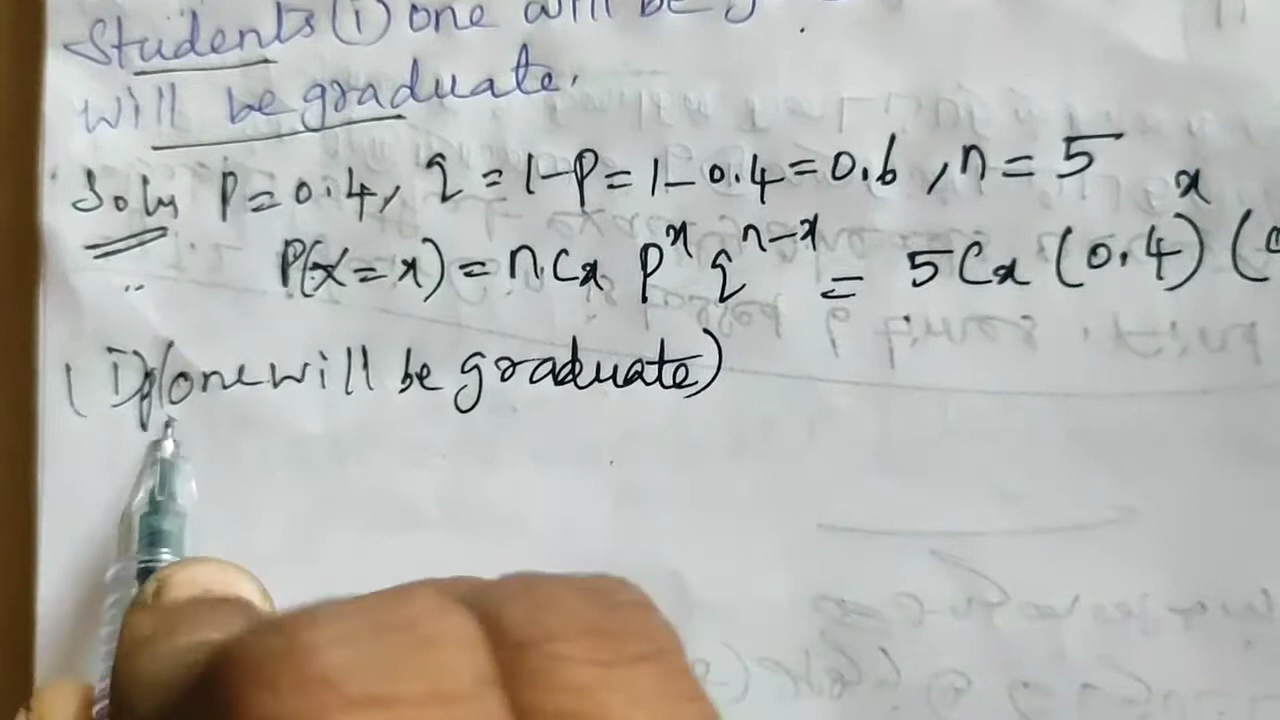 Students (i) one will be
will be graduate.
Soln P = 0.4, q = 1-P = 1-0.4 = 0.6, n = 5
P(X=x) = nCx p^x q^n-x = 5Cx (0.4)^x (
(i) P(one will be graduate)